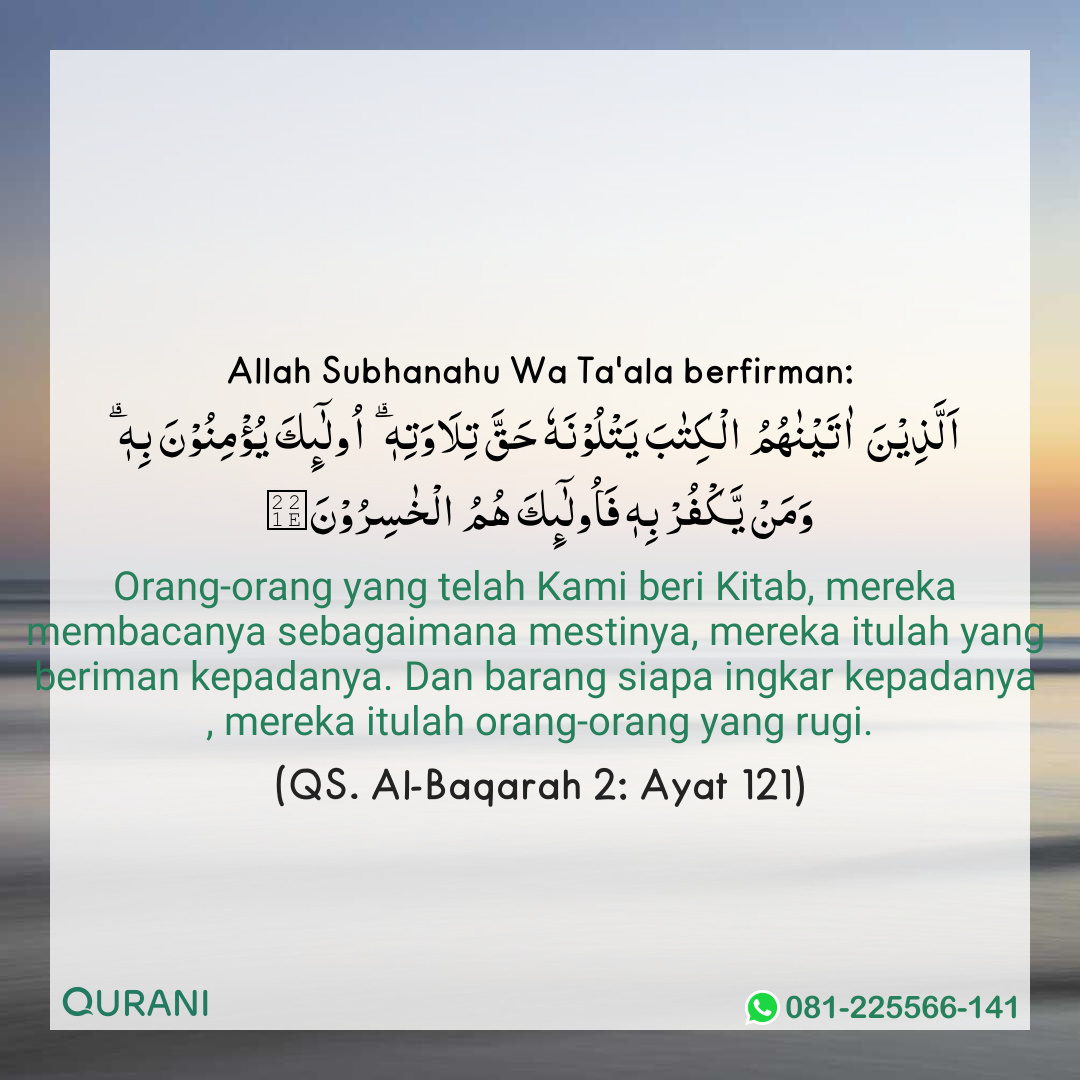 Allah Subhanahu Wa Ta'ala berfirman:
اَلَّذِيْنَ اٰتَيْنٰهُمُ الْكِتٰبَ يَتْلُوْنَهٗ حَقَّ تِلَاوَتِهٖ ۗ اُولٰٓئِكَ يُؤْمِنُوْنَ بِهٖ ۗ
وَمَنْ يَّكْفُرْ بِهٖ فَاُولٰٓئِكَ هُمُ الْخٰسِرُوْنَ∞
Orang-orang yang telah Kami beri Kitab, mereka
membacanya sebagaimana mestinya, mereka itulah yang
beriman kepadanya. Dan barang siapa ingkar kepadanya
, mereka itulah orang-orang yang rugi.
(QS. Al-Baqarah 2: Ayat 121)
QURANI
081-225566-141